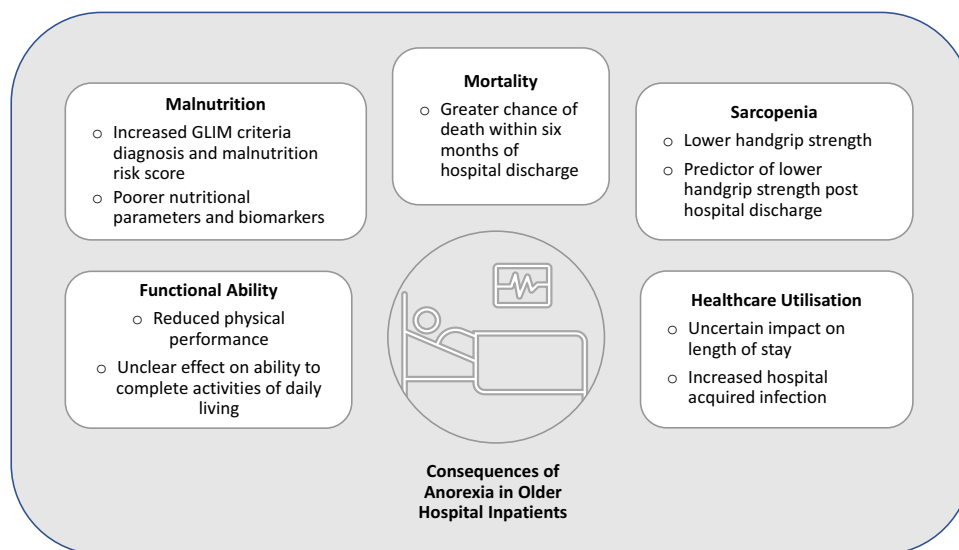 Malnutrition
○ Increased GLIM criteria
diagnosis and malnutrition
risk score
○ Poorer nutritional
parameters and biomarkers
Mortality
○ Greater chance of
death within six
months of
hospital discharge
Sarcopenia
○ Lower handgrip strength
○ Predictor of lower
handgrip strength post
hospital discharge
Functional Ability
○ Reduced physical
performance
○ Unclear effect on ability to
complete activities of daily
living
Healthcare Utilisation
○ Uncertain impact on
length of stay
○ Increased hospital
acquired infection
Consequences of
Anorexia in Older
Hospital Inpatients